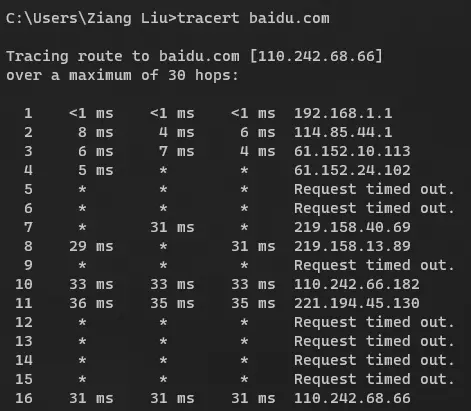 C:\Users\Ziang Liu>tracert baidu.com
Tracing route to baidu.com [110.242.68.66]
over a maximum of 30 hops:
1 <1 ms <1 ms <1 ms 192.168.1.1
2 8 ms 4 ms 6 ms 114.85.44.1
3 6 ms 7 ms 4 ms 61.152.10.113
4 5 ms * * 61.152.24.102
5 * * * Request timed out.
6 * * * Request timed out.
7 * 31 ms * 219.158.40.69
8 29 ms * 31 ms 219.158.13.89
9 * * * Request timed out.
10 33 ms 33 ms 33 ms 110.242.66.182
11 36 ms 35 ms 35 ms 221.194.45.130
12 * * * Request timed out.
13 * * * Request timed out.
14 * * * Request timed out.
15 * * * Request timed out.
16 31 ms 31 ms 31 ms 110.242.68.66